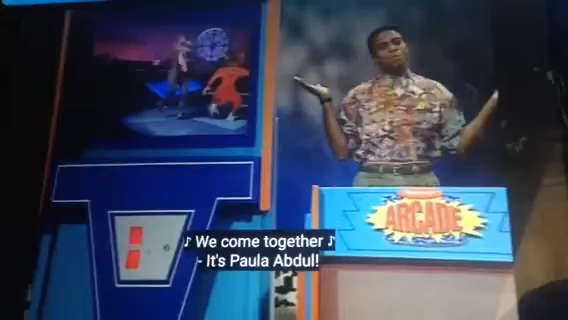 ARCADE
♪ We come together ♪
- It's Paula Abdul!